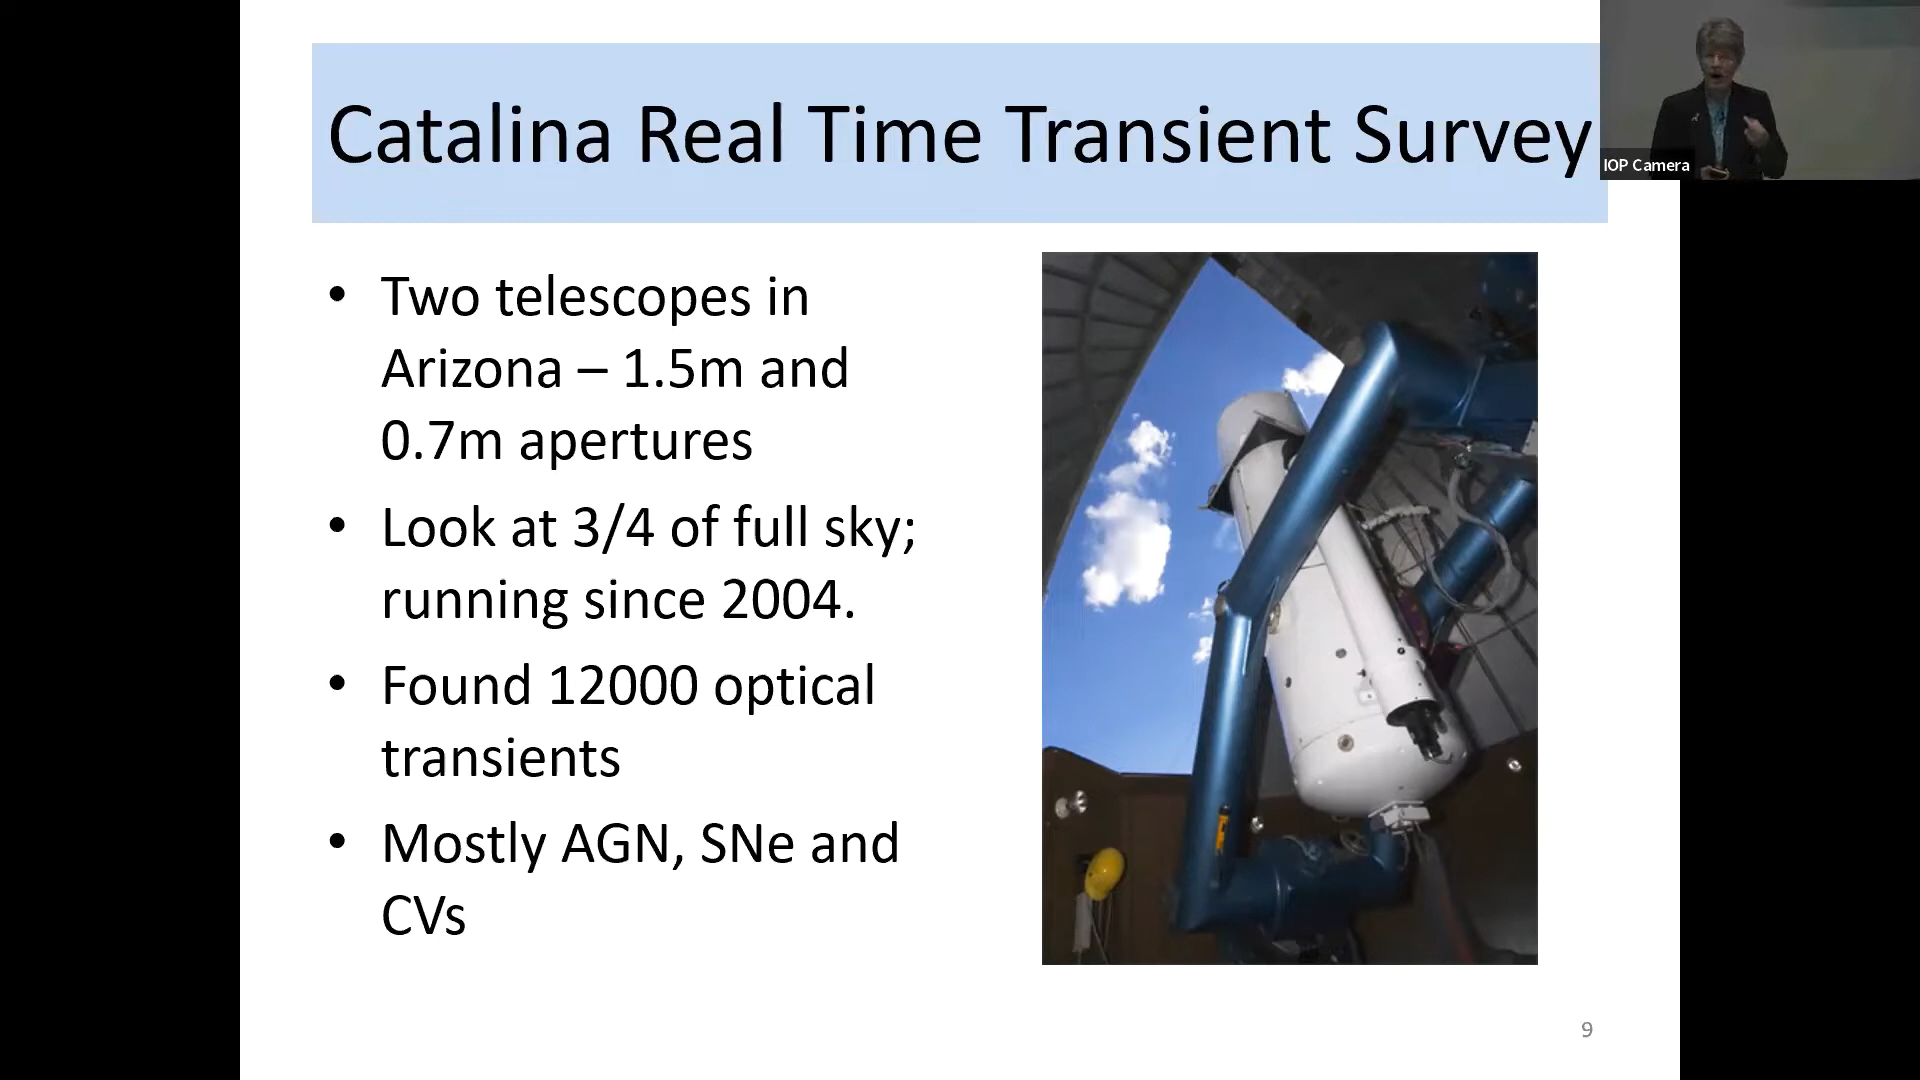 Catalina Real Time Transient Survey
IOP Camera
• Two telescopes in
Arizona – 1.5m and
0.7m apertures
• Look at 3/4 of full sky;
running since 2004.
• Found 12000 optical
transients
• Mostly AGN, SNe and
CVs
9